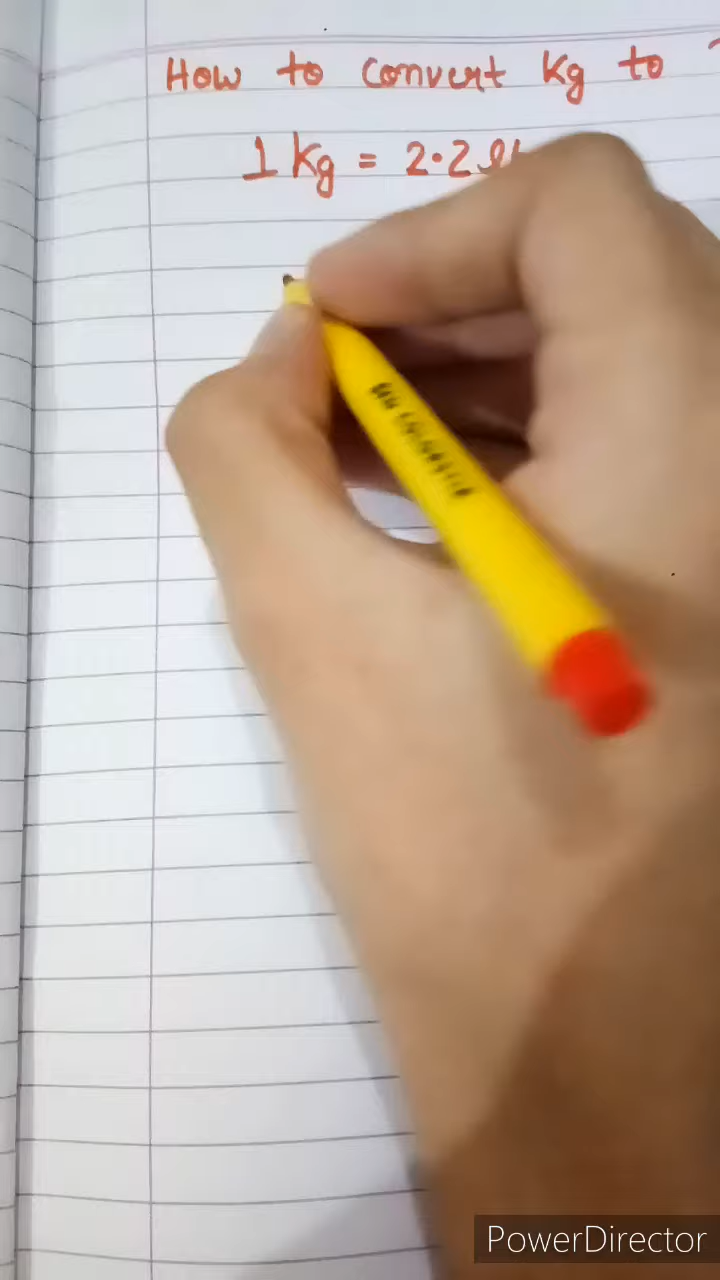 How to convert Kg to
1 Kg = 2.2
PowerDirector